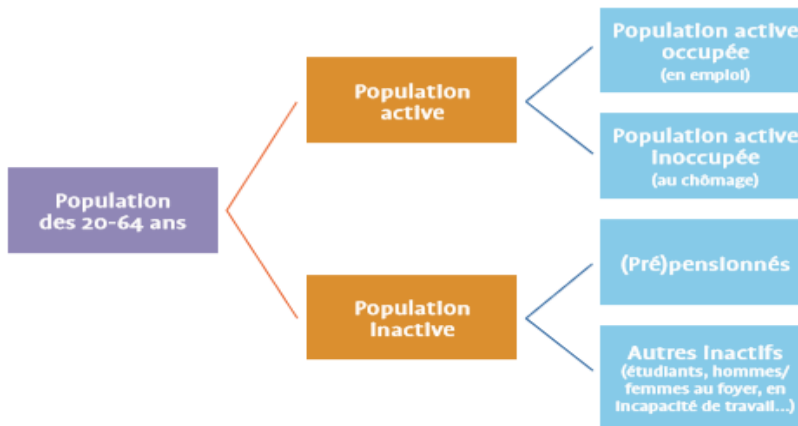 Population active
occupée
(en emploi)
Population
active
Population active
inoccupée
(au chômage)
Population
des 20-64 ans
(Pré)pensionnés
Population
inactive
Autres inactifs
(étudiants, hommes/
femmes au foyer, en
incapacité de travail...)